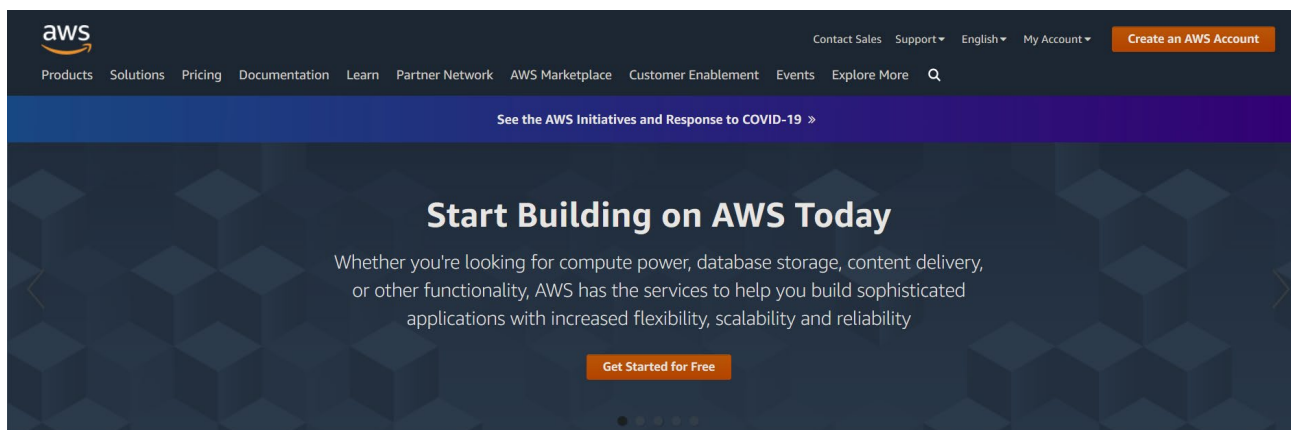 aws
Contact Sales Support English My Account Create an AWS Account
Products Solutions Pricing Documentation Learn Partner Network AWS Marketplace Customer Enablement Events Explore More
See the AWS Initiatives and Response to COVID-19 »
Start Building on AWS Today
Whether you're looking for compute power, database storage, content delivery,
or other functionality, AWS has the services to help you build sophisticated
applications with increased flexibility, scalability and reliability
Get Started for Free